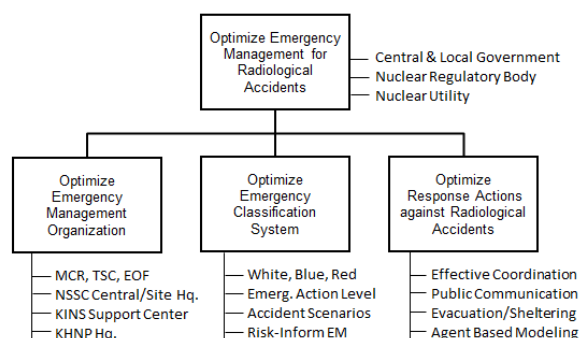 Optimize Emergency
Management for
Radiological
Accidents
Central & Local Government
Nuclear Regulatory Body
Nuclear Utility
Optimize
Emergency
Management
Organization
Optimize
Emergency
Classification
System
Optimize
Response Actions
against Radiological
Accidents
MCR, TSC, EOF
NSSC Central/Site Hq.
KINS Support Center
KHNP Hq.
White, Blue, Red
Emerg. Action Level
Accident Scenarios
Risk-Inform EM
Effective Coordination
Public Communication
Evacuation/Sheltering
Agent Based Modeling